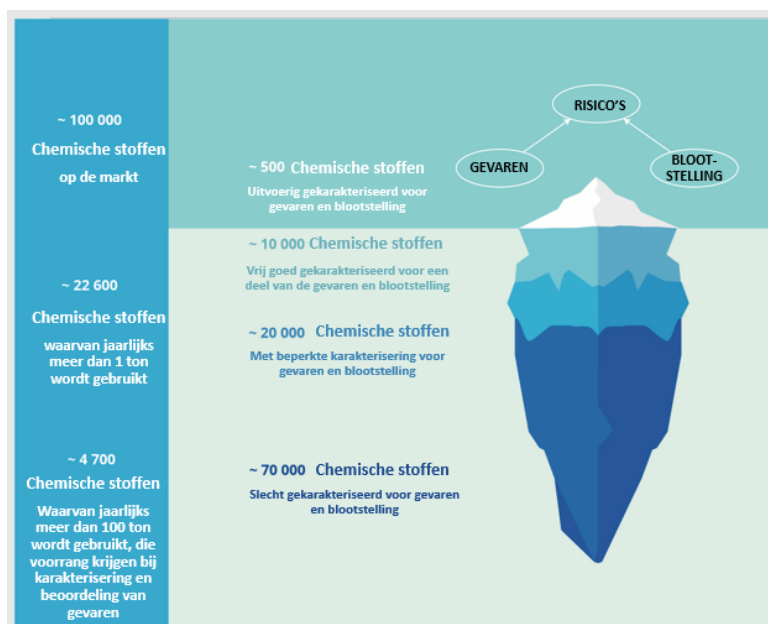 ~ 100 000
Chemische stoffen
op de markt
~ 22 600
Chemische stoffen
waarvan jaarlijks
meer dan 1 ton
wordt gebruikt
~ 4 700
Chemische stoffen
Waarvan jaarlijks
meer dan 100 ton
wordt gebruikt, die
voorrang krijgen bij
karakterisering en
beoordeling van
gevaren
RISICO'S
GEVAREN
BLOOT-
STELLING
~ 500 Chemische stoffen
Uitvoerig gekarakteriseerd voor
gevaren en blootstelling
~ 10 000 Chemische stoffen
Vrij goed gekarakteriseerd voor een
deel van de gevaren en blootstelling
~ 20 000 Chemische stoffen
Met beperkte karakterisering voor
gevaren en blootstelling
~ 70 000 Chemische stoffen
Slecht gekarakteriseerd voor gevaren
en blootstelling